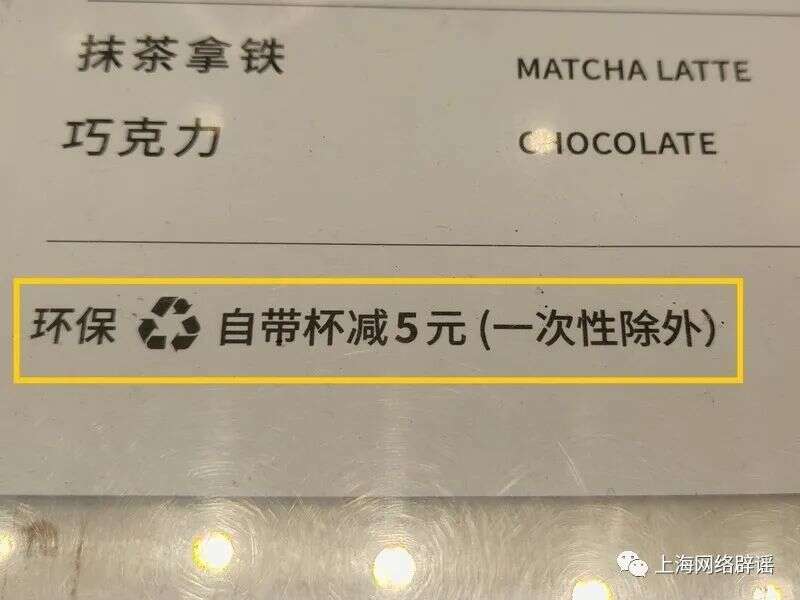 抹茶拿铁 MATCHA LATTE
巧克力 CHOCOLATE
环保 自带杯减5元(一次性除外)
上海网络辟谣